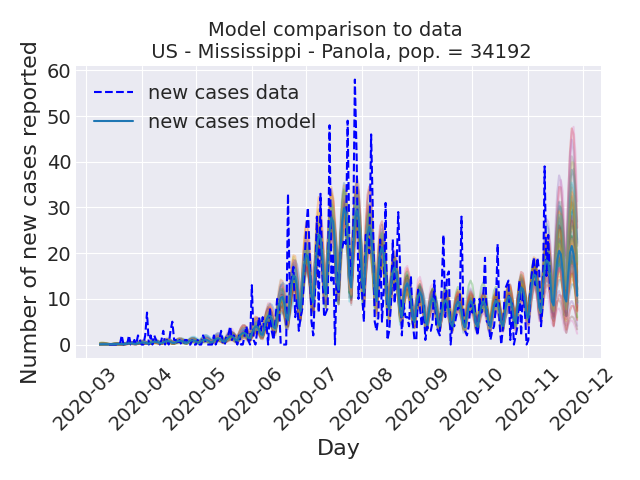 Model comparison to data
US - Mississippi - Panola, pop. = 34192
Number of new cases reported
60
50
40
30
20
10
0
new cases data
new cases model
2020-03
2020-04
2020-05
2020-06
2020-07
2020-08
2020-09
2020-10
2020-11
2020-12
Day